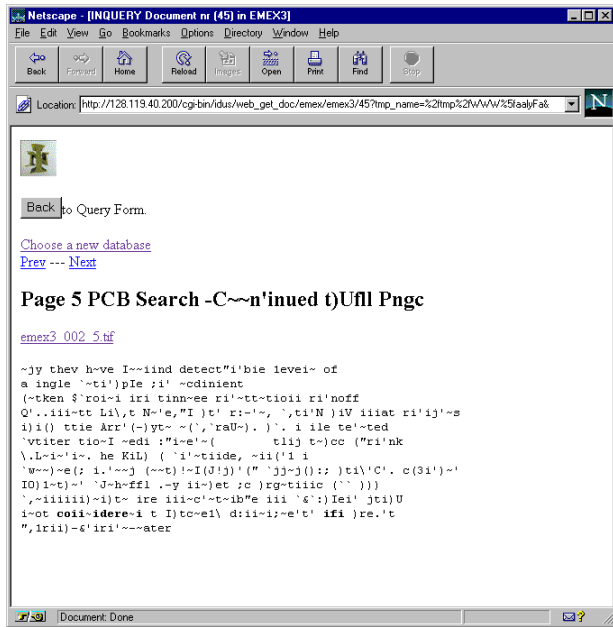 Netscape - [INQUERY Document nr (45) in EMEX3]
File Edit View Go Bookmarks Options Directory Window Help
Back Forward Home Reload Images Open Print Find Stop
Location: http://128.119.40.200/cgi-bin/idus/web_get_doc/emex/emex3/45?tmp_name=%2ftmp%2fWWW%5faalyFa&
N
Back to Query Form.
Choose a new database
Prev --- Next
Page 5 PCB Search -C~~n'inued t)Ufll Pngc
emex3_002_5.tif
~jy thev h~ve I~~iind detect"i'bie 1evei~ of
a ingle `~ti')pIe ;i' ~cdinient
(~tken $`roi~i iri tinn~ee ri'~tt~tioii ri'noff
Q'..iii~tt Li\,t N~'e,"I )t' r:-'~, `,ti'N )iV iiiat ri'ij'~s
i)i() ttie Arr'(-)yt~ ~(`,`raU~). )`. i ile te'~ted
`vtiter tio~I ~edi :"i~e'~( tlij t~)cc ("ri'nk
\.L~i~'i~. he KiL) ( `i'~tiide, ~ii('1 i
`w~~)~e(; i.'~~j (~~t)!~I(J!j)'(" `jj~j():; )ti\'C'. c(3i')~'
IO)1~t)~' `J~h~ffl .-y ii~)et ;c )rg~tiiic (`` )))
`,~iiiiii)~i)t~ ire iii~c'~t~ib"e iii `&`:)Iei' jti)U
i~ot coii~idere~i t I)tc~e1\ d:ii~i;~e't' ifi )re.'t
",1rii)-&'iri'~-~~ater
Document: Done